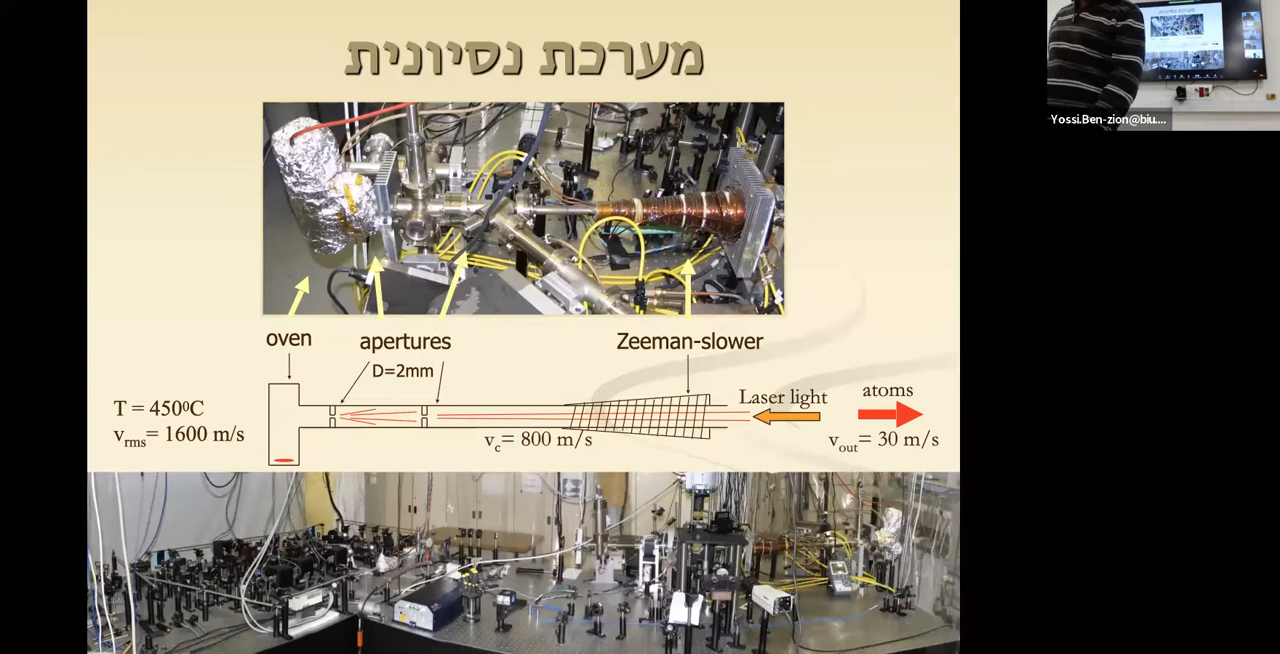 מערכת נסיונית
oven
apertures
D=2mm
Zeeman-slower
T = 450⁰C
v_rms= 1600 m/s
v_c= 800 m/s
Laser light
atoms
v_out= 30 m/s
Yossi.Ben-zion@biu....